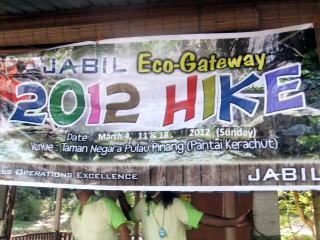 JABIL Eco-Gateway
2012 HIKE
Date : March 4, 11 & 18 2012 (Sunday)
Venue : Taman Negara Pulau Pinang (Pantai Kerachut)
OPERATIONS EXCELLENCE JABIL